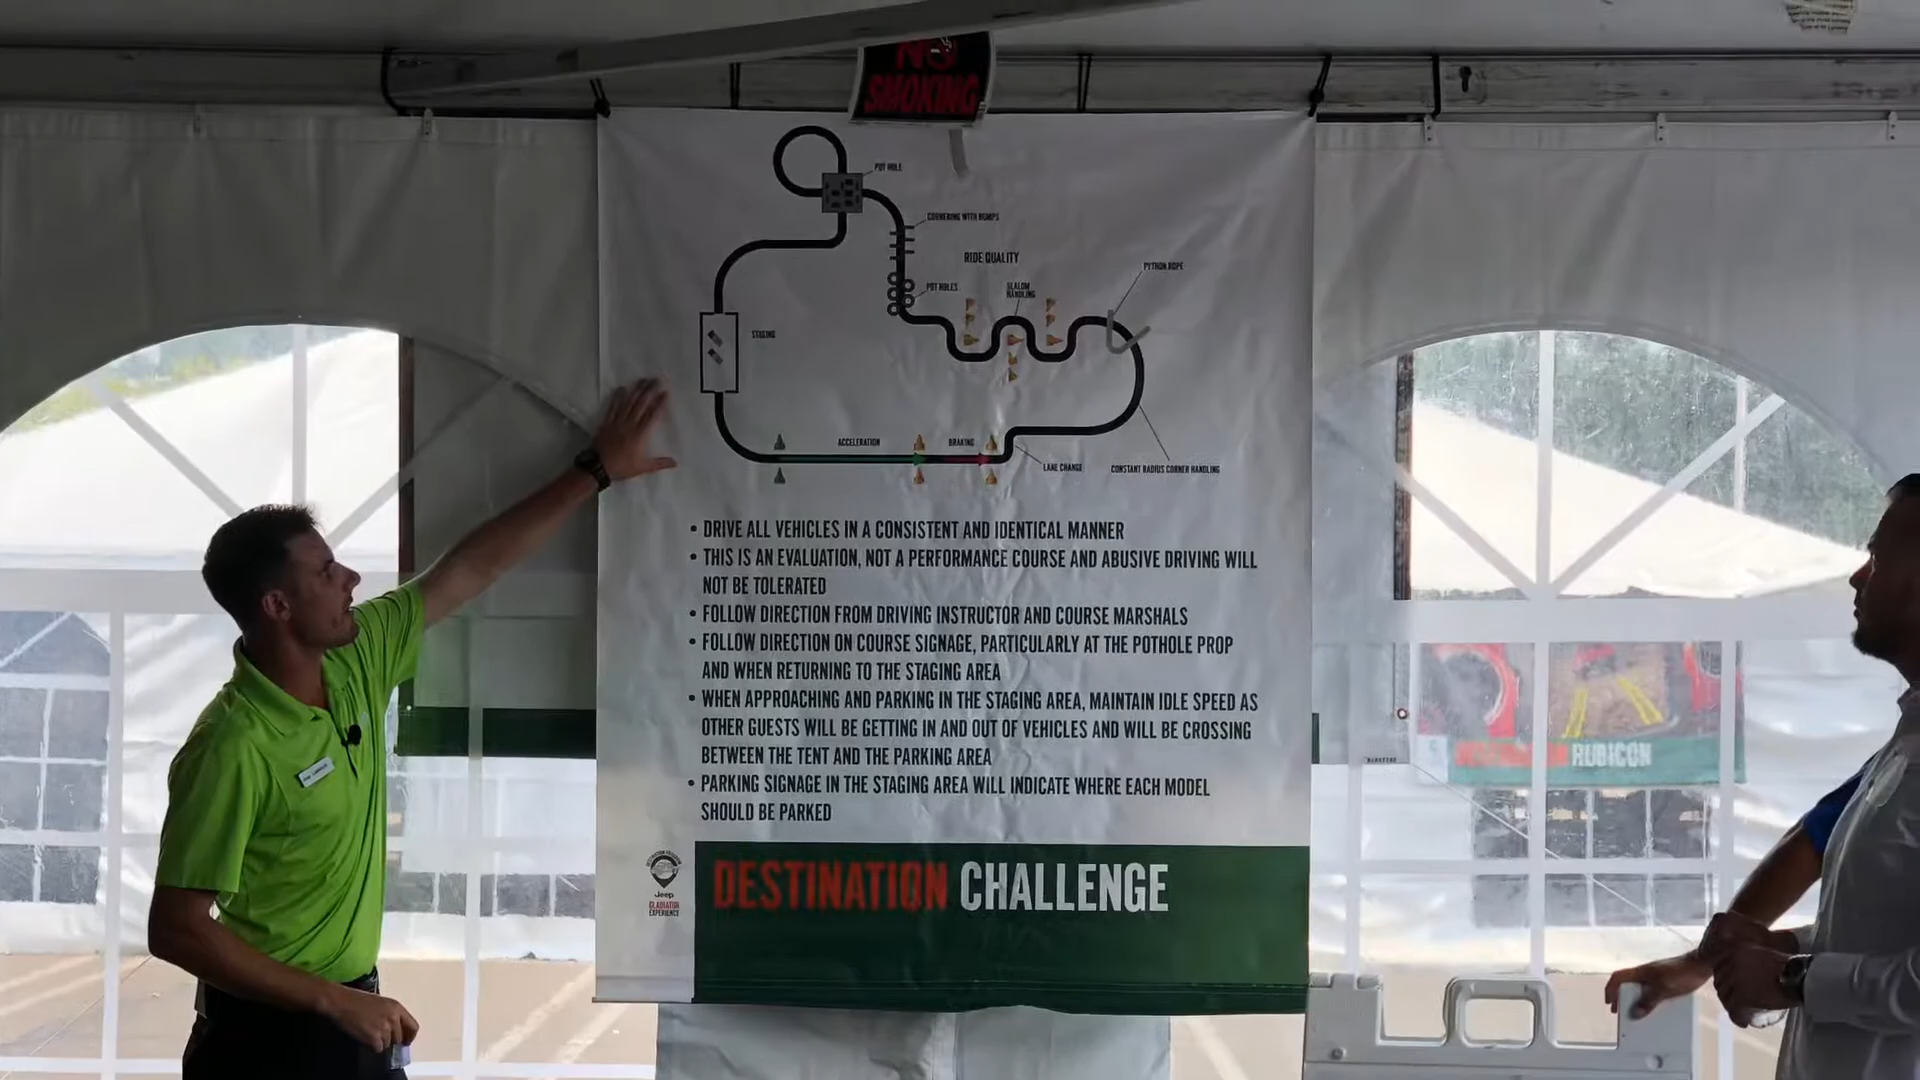 NO
SMOKING
POT HOLE
CORNERING WITH BUMPS
RIDE QUALITY
PYTHON ROPE
POT HOLES
SLALOM
HANDLING
STAGING
ACCELERATION
BRAKING
LANE CHANGE
CONSTANT RADIUS CORNER HANDLING
• DRIVE ALL VEHICLES IN A CONSISTENT AND IDENTICAL MANNER
• THIS IS AN EVALUATION, NOT A PERFORMANCE COURSE AND ABUSIVE DRIVING WILL
NOT BE TOLERATED
• FOLLOW DIRECTION FROM DRIVING INSTRUCTOR AND COURSE MARSHALS
• FOLLOW DIRECTION ON COURSE SIGNAGE, PARTICULARLY AT THE POTHOLE PROP
AND WHEN RETURNING TO THE STAGING AREA
• WHEN APPROACHING AND PARKING IN THE STAGING AREA, MAINTAIN IDLE SPEED AS
OTHER GUESTS WILL BE GETTING IN AND OUT OF VEHICLES AND WILL BE CROSSING
BETWEEN THE TENT AND THE PARKING AREA
• PARKING SIGNAGE IN THE STAGING AREA WILL INDICATE WHERE EACH MODEL
SHOULD BE PARKED
Jeep
GLADIATOR
EXPERIENCE
DESTINATION CHALLENGE
RUBICON